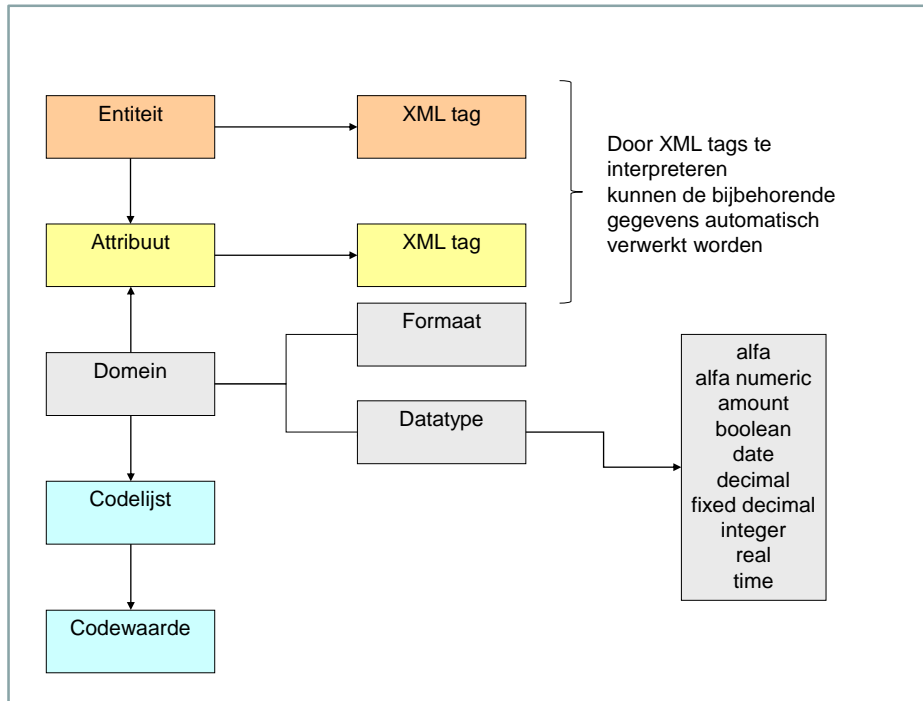 Entiteit
XML tag
Door XML tags te
interpreteren
kunnen de bijbehorende
gegevens automatisch
verwerkt worden
Attribuut
XML tag
Formaat
Domein
Datatype
alfa
alfa numeric
amount
boolean
date
decimal
fixed decimal
integer
real
time
Codelijst
Codewaarde